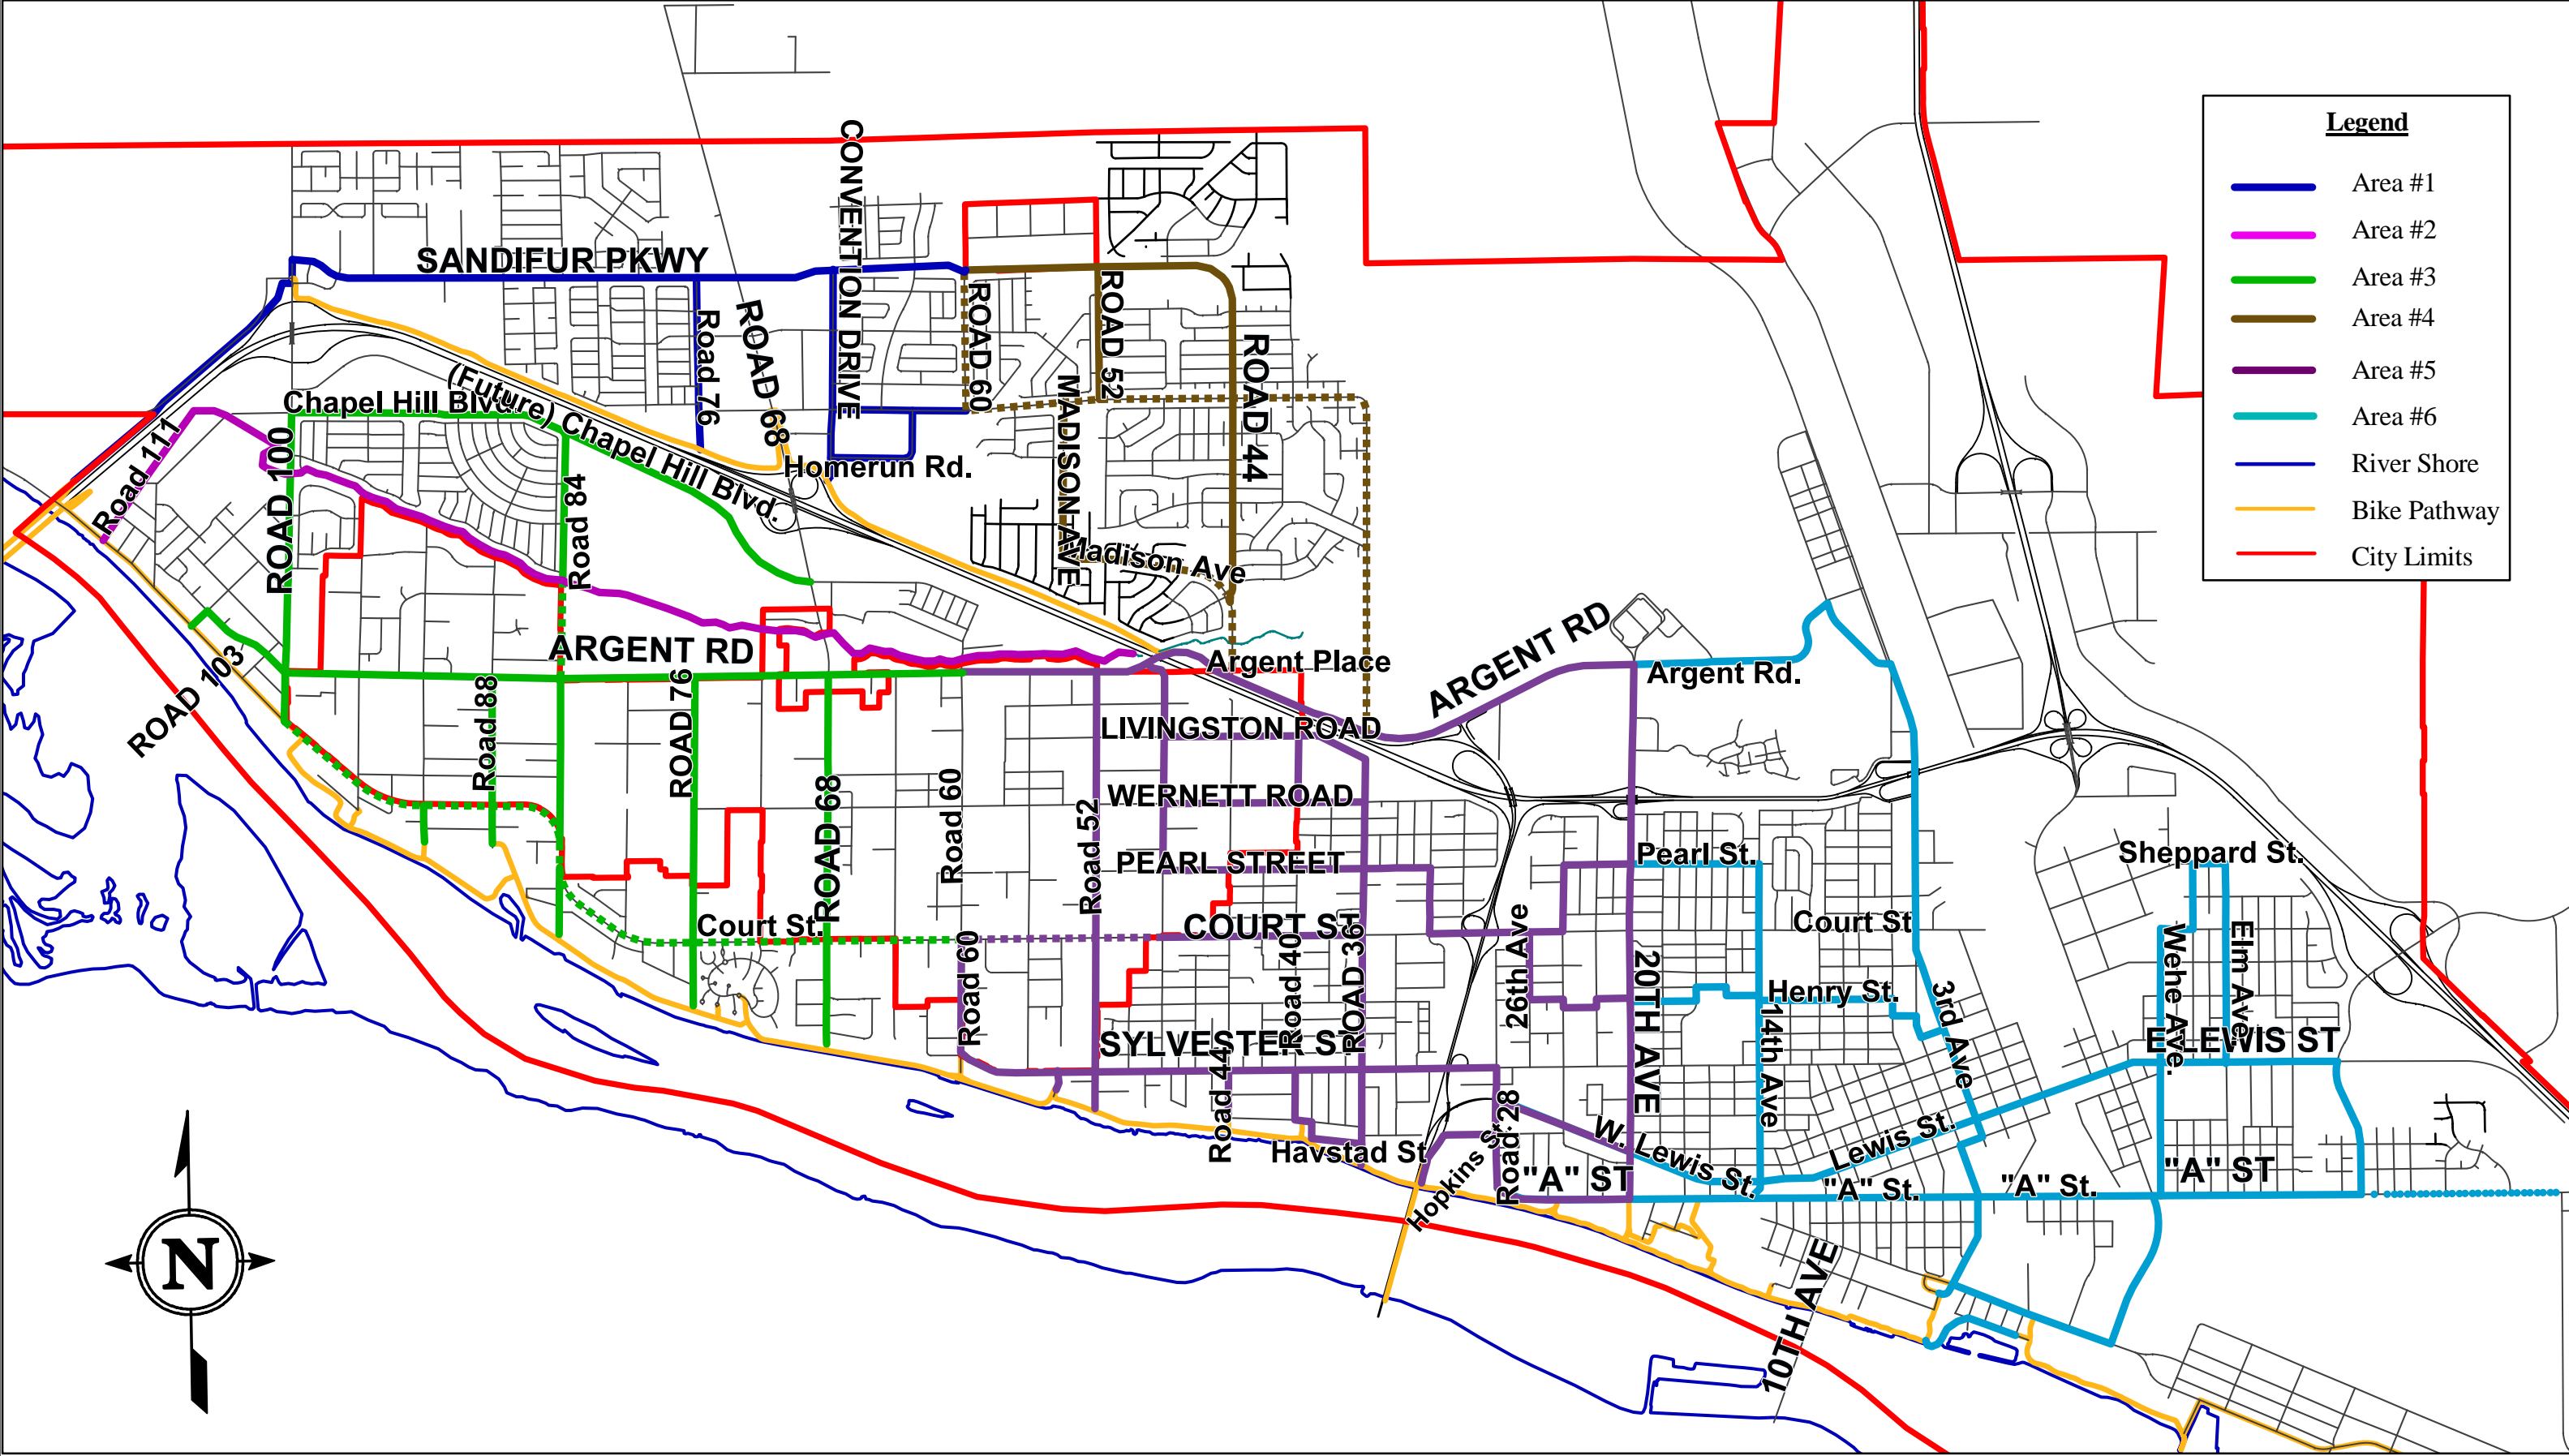 Legend
Area #1
Area #2
Area #3
Area #4
Area #5
Area #6
River Shore
Bike Pathway
City Limits
CONVENTION DRIVE
SANDIFUR PKWY
Road 76
ROAD 68
ROAD 60
ROAD 52
ROAD 44
MADISON AVE
Chapel Hill Blvd.
(Future) Chapel Hill Blvd.
Homerun Rd.
Road 111
ROAD 100
Road 84
Madison Ave
ARGENT RD
Argent Place
ARGENT RD
Argent Rd.
ROAD 103
Road 88
ROAD 76
ROAD 68
Road 60
Road 52
LIVINGSTON ROAD
WERNETT ROAD
PEARL STREET
Pearl St.
Sheppard St.
Court St.
COURT ST
Court St
Road 60
Road 40
ROAD 36
26th Ave
20TH AVE
Henry St.
14th Ave
3rd Ave
Wehe Ave.
Elm Ave.
E LEWIS ST
SYLVESTER S
Road 44
Havstad St
Hopkins St
Road 28
W. Lewis St.
Lewis St.
"A" ST
"A" St.
"A" St.
"A" ST
10TH AVE
N